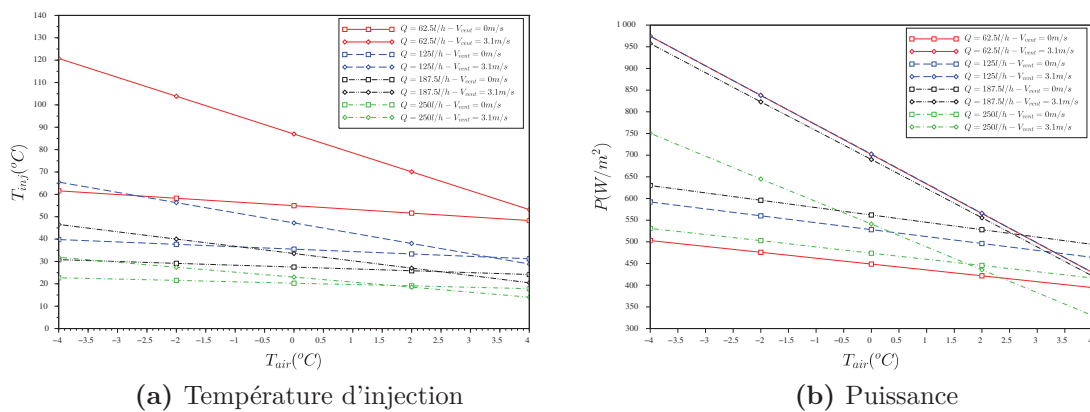 140
130
120
110
100
90
80
70
60
50
40
30
20
10
0
T_inj(°C)
Q = 62.5l/h − V_vent = 0m/s
Q = 62.5l/h − V_vent = 3.1m/s
Q = 125l/h − V_vent = 0m/s
Q = 125l/h − V_vent = 3.1m/s
Q = 187.5l/h − V_vent = 0m/s
Q = 187.5l/h − V_vent = 3.1m/s
Q = 250l/h − V_vent = 0m/s
Q = 250l/h − V_vent = 3.1m/s
−4 −3.5 −3 −2.5 −2 −1.5 −1 −0.5 0 0.5 1 1.5 2 2.5 3 3.5 4
T_air(°C)
(a) Température d'injection
1 000
950
900
850
800
750
700
650
600
550
500
450
400
350
300
P(W/m²)
Q = 62.5l/h − V_vent = 0m/s
Q = 62.5l/h − V_vent = 3.1m/s
Q = 125l/h − V_vent = 0m/s
Q = 125l/h − V_vent = 3.1m/s
Q = 187.5l/h − V_vent = 0m/s
Q = 187.5l/h − V_vent = 3.1m/s
Q = 250l/h − V_vent = 0m/s
Q = 250l/h − V_vent = 3.1m/s
−4 −3.5 −3 −2.5 −2 −1.5 −1 −0.5 0 0.5 1 1.5 2 2.5 3 3.5 4
T_air(°C)
(b) Puissance